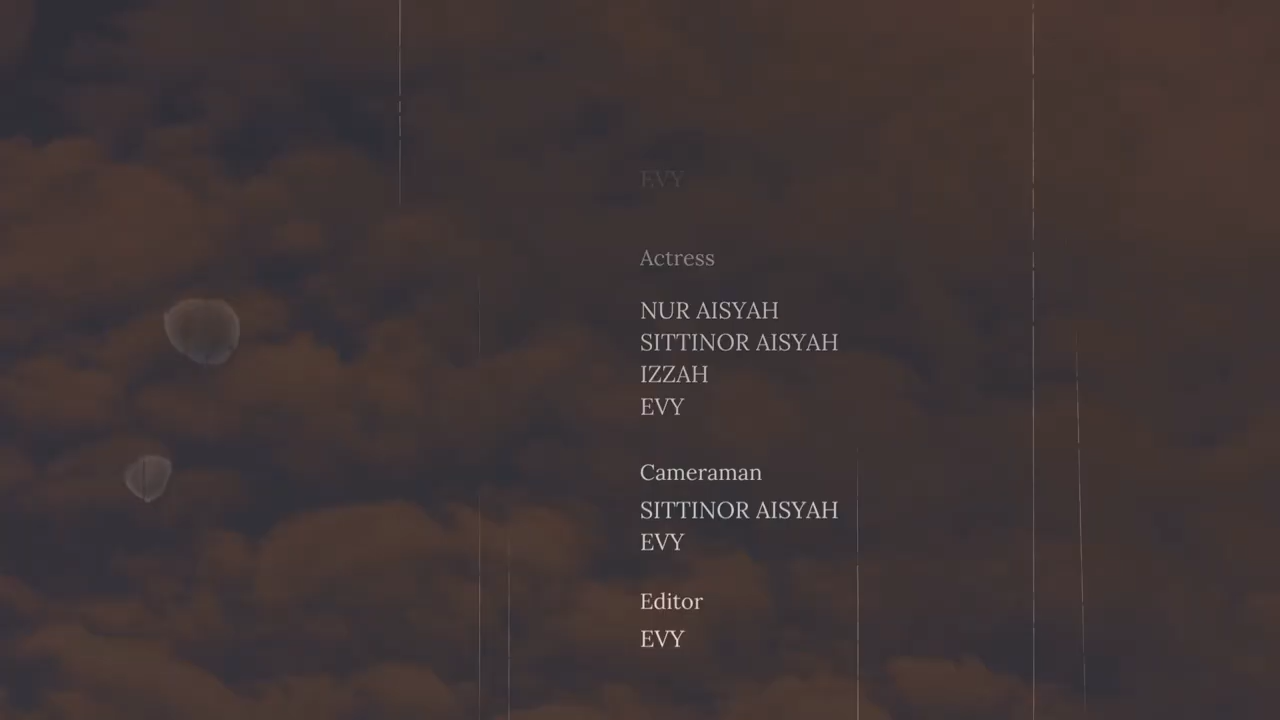 EVY
Actress
NUR AISYAH
SITTINOR AISYAH
IZZAH
EVY
Cameraman
SITTINOR AISYAH
EVY
Editor
EVY